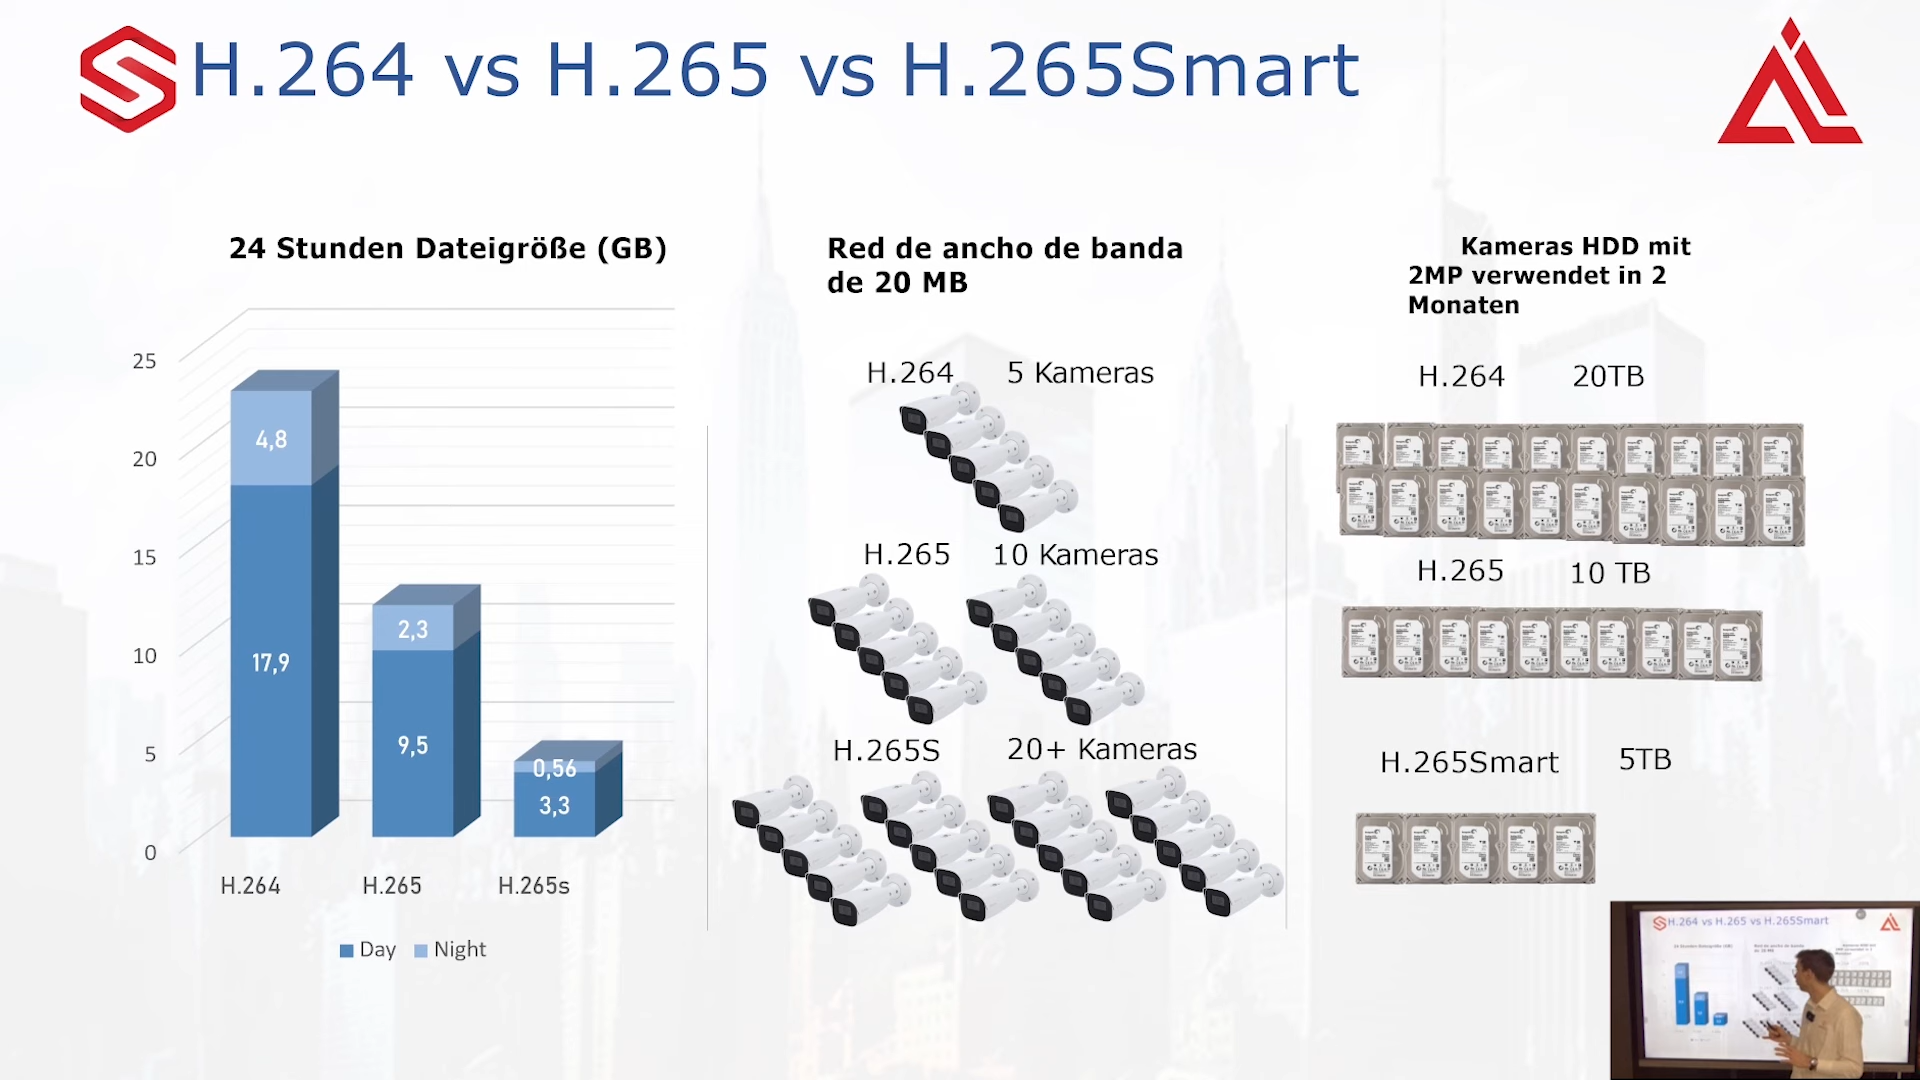 H.264 vs H.265 vs H.265Smart
24 Stunden Dateigröße (GB)
25
20
15
10
5
0
4,8
17,9
2,3
9,5
0,56
3,3
H.264
H.265
H.265s
Day
Night
Red de ancho de banda
de 20 MB
H.264 5 Kameras
H.265 10 Kameras
H.265S 20+ Kameras
Kameras HDD mit
2MP verwendet in 2
Monaten
H.264 20TB
H.265 10 TB
H.265Smart 5TB
H.264 vs H.265 vs H.265Smart